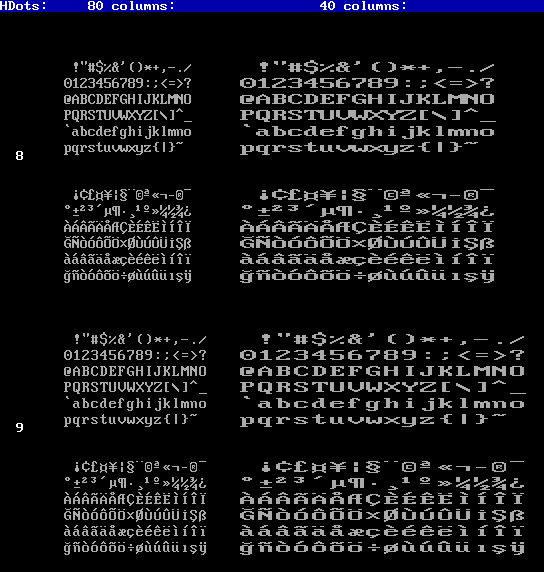 HDots: 80 columns: 40 columns:
!"#$%&'()*+,-./ !"#$%&'()*+,-./
0123456789:;<=>? 0123456789:;<=>?
@ABCDEFGHIJKLMNO @ABCDEFGHIJKLMNO
PQRSTUVWXYZ[\]^_ PQRSTUVWXYZ[\]^_
`abcdefghijklmno `abcdefghijklmno
pqrstuvwxyz{|}~ pqrstuvwxyz{|}~
8
¡¢£¤¥¦§¨©ª«¬-®¯ ¡¢£¤¥¦§¨©ª«¬-®¯
°±²³´µ¶·¸¹º»¼½¾¿ °±²³´µ¶·¸¹º»¼½¾¿
ÀÁÂÃÄÅÆÇÈÉÊËÌÍÎÏ ÀÁÂÃÄÅÆÇÈÉÊËÌÍÎÏ
ĞÑÒÓÔÕÖ×ØÙÚÛÜİŞß ĞÑÒÓÔÕÖ×ØÙÚÛÜİŞß
àáâãäåæçèéêëìíîï àáâãäåæçèéêëìíîï
ğñòóôõö÷øùúûüışÿ ğñòóôõö÷øùúûüışÿ
!"#$%&'()*+,-./ !"#$%&'()*+,-./
0123456789:;<=>? 0123456789:;<=>?
@ABCDEFGHIJKLMNO @ABCDEFGHIJKLMNO
PQRSTUVWXYZ[\]^_ PQRSTUVWXYZ[\]^_
`abcdefghijklmno `abcdefghijklmno
pqrstuvwxyz{|}~ pqrstuvwxyz{|}~
9
¡¢£¤¥¦§¨©ª«¬-®¯ ¡¢£¤¥¦§¨©ª«¬-®¯
°±²³´µ¶·¸¹º»¼½¾¿ °±²³´µ¶·¸¹º»¼½¾¿
ÀÁÂÃÄÅÆÇÈÉÊËÌÍÎÏ ÀÁÂÃÄÅÆÇÈÉÊËÌÍÎÏ
ĞÑÒÓÔÕÖ×ØÙÚÛÜİŞß ĞÑÒÓÔÕÖ×ØÙÚÛÜİŞß
àáâãäåæçèéêëìíîï àáâãäåæçèéêëìíîï
ğñòóôõö÷øùúûüışÿ ğñòóôõö÷øùúûüışÿ